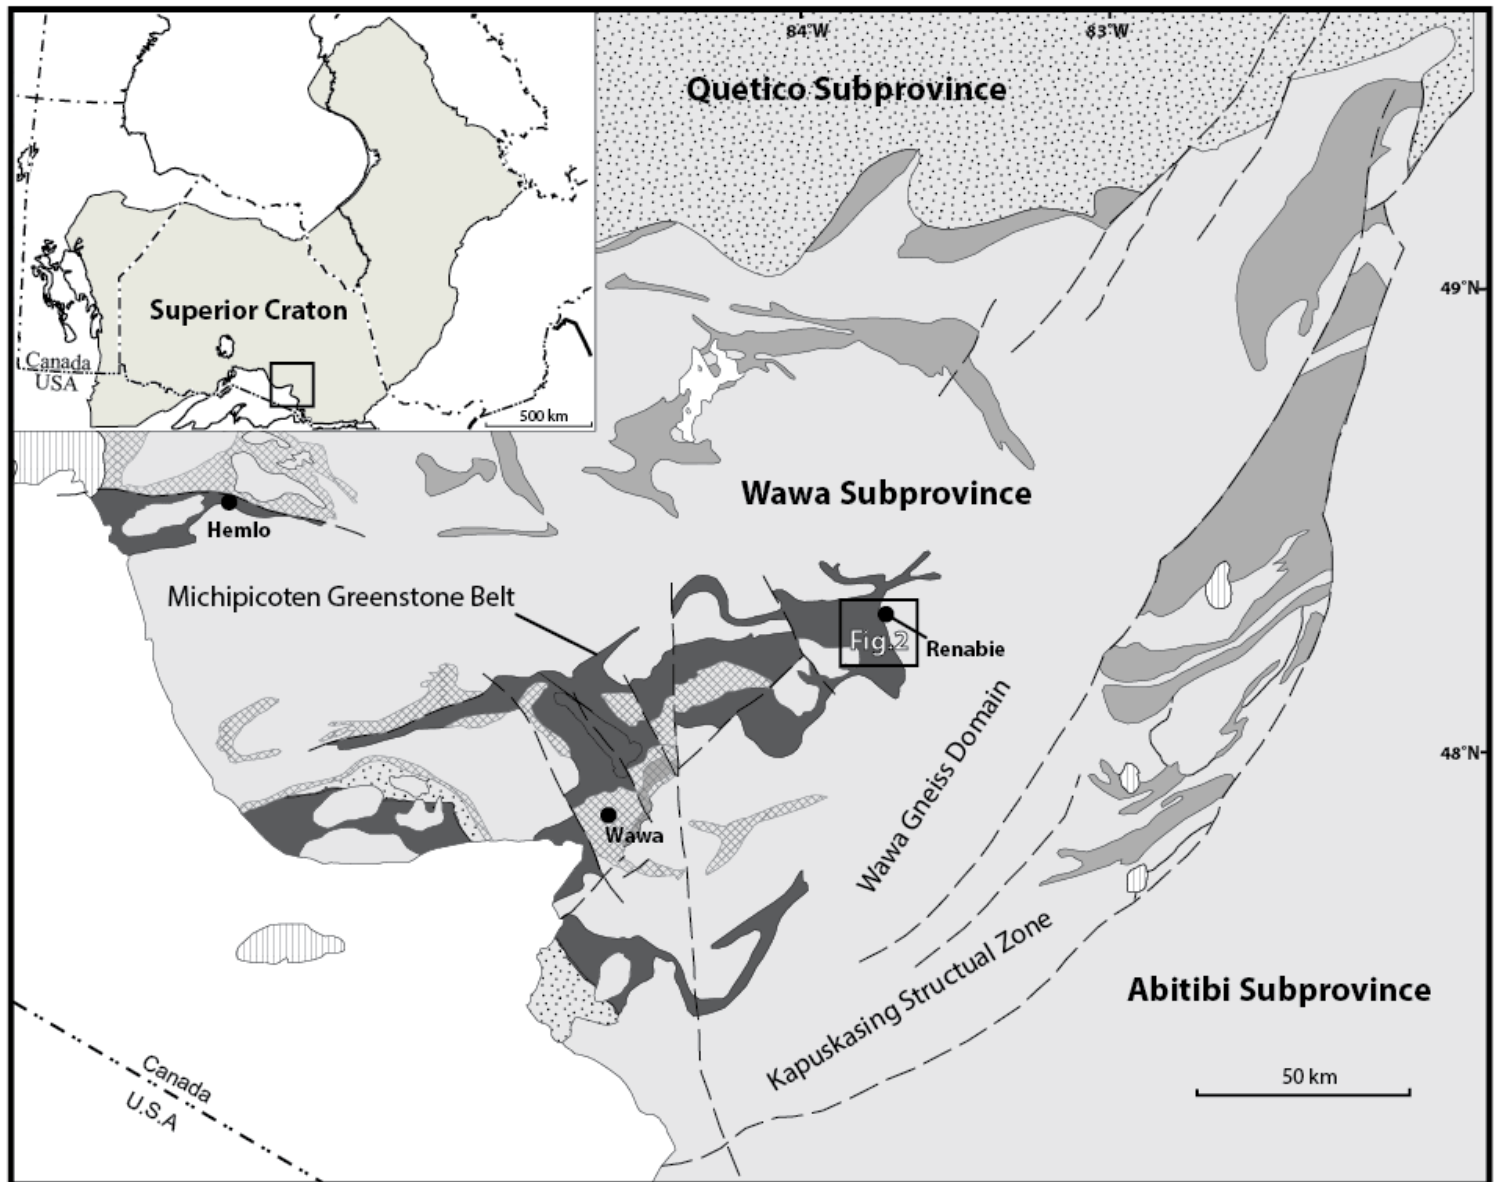 84°W
83°W
Quetico Subprovince
49°N
Superior Craton
Canada
USA
500 km
Wawa Subprovince
Hemlo
Michipicoten Greenstone Belt
Fig.2
Renabie
Wawa Gneiss Domain
48°N
Wawa
Kapuskasing Structual Zone
Abitibi Subprovince
Canada
U.S.A
50 km